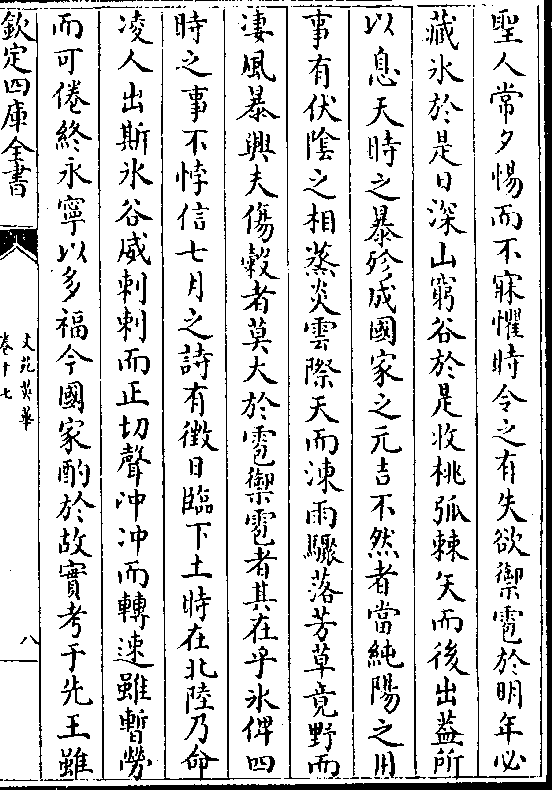 聖人常夕惕而不寐懼時令之有失欲禦雹於明年必
藏氷於是日深山窮谷於是收桃弧棘矢而後出葢所
以息天時之暴殄成國家之元吉不然者當純陽之用
事有伏陰之相蒸炎雲際天而涷雨驟落芳草竟野而
淒風暴興夫傷穀者莫大於雹禦雹者其在乎氷俾四
時之事不悖信七月之詩有徴日臨下土時在北陸乃命
凌人出斯氷谷威刺刺而正切聲冲冲而轉速雖暫勞
而可倦終永寧以多福今國家酌於故實考于先王雖
欽定四庫全書
文苑英華
卷十七
八